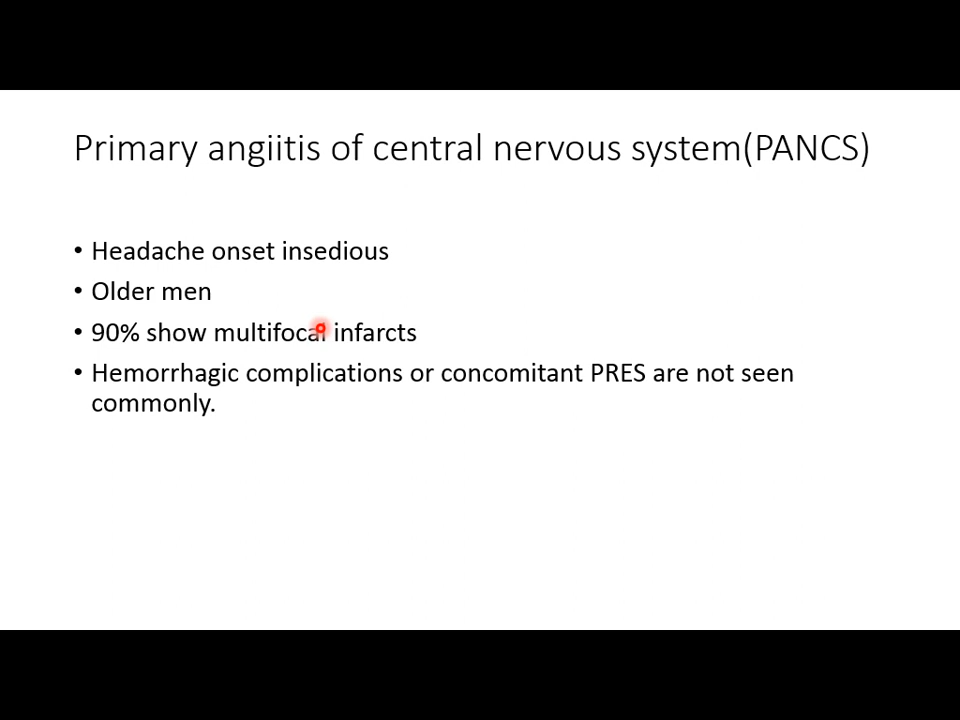 Primary angiitis of central nervous system(PANCS)
• Headache onset insedious
• Older men
• 90% show multifocal infarcts
• Hemorrhagic complications or concomitant PRES are not seen
commonly.